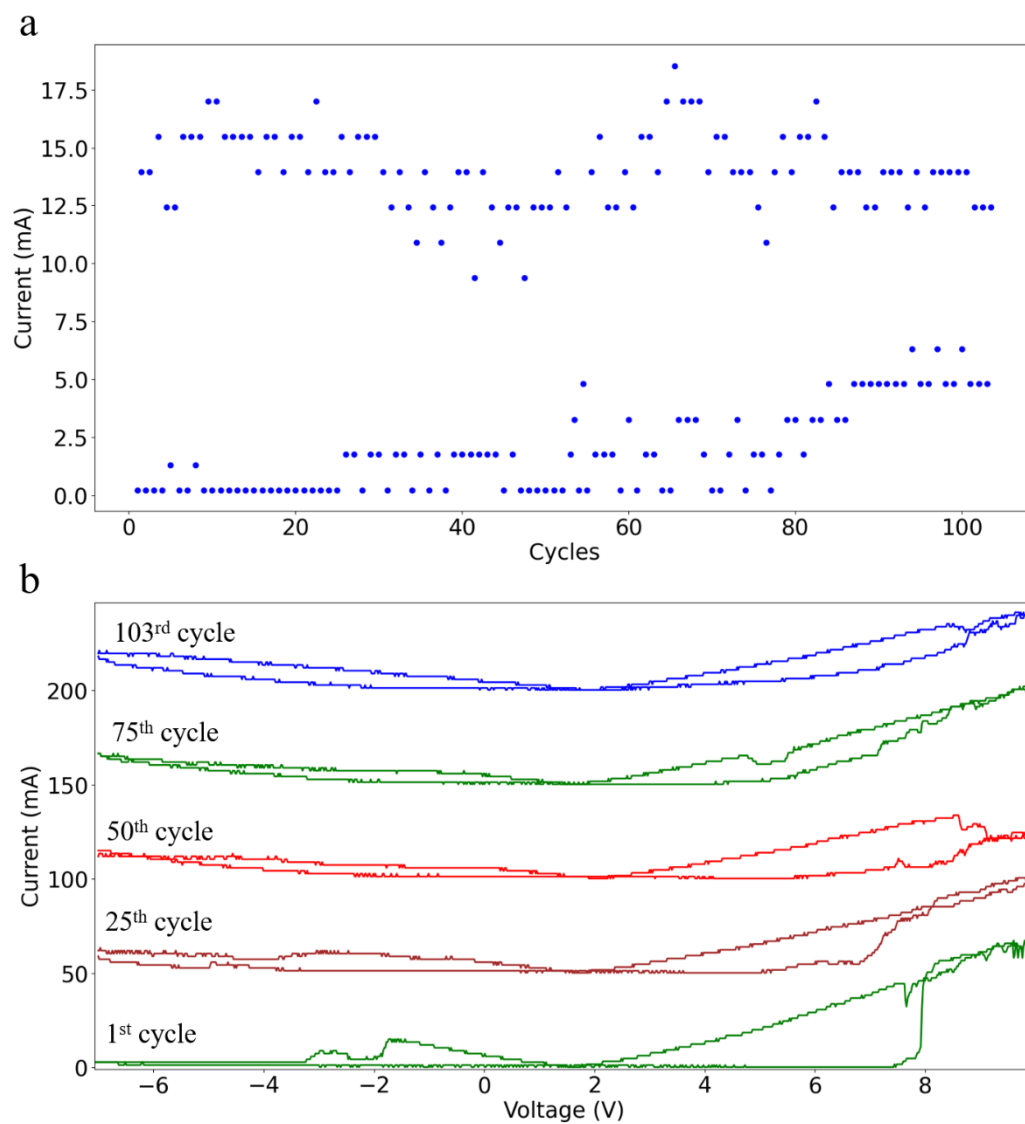 a
17.5
15.0
12.5
10.0
7.5
5.0
2.5
0.0
Current (mA)
0 20 40 60 80 100
Cycles
b
103rd cycle
75th cycle
50th cycle
25th cycle
1st cycle
200
150
100
50
0
Current (mA)
−6 −4 −2 0 2 4 6 8
Voltage (V)